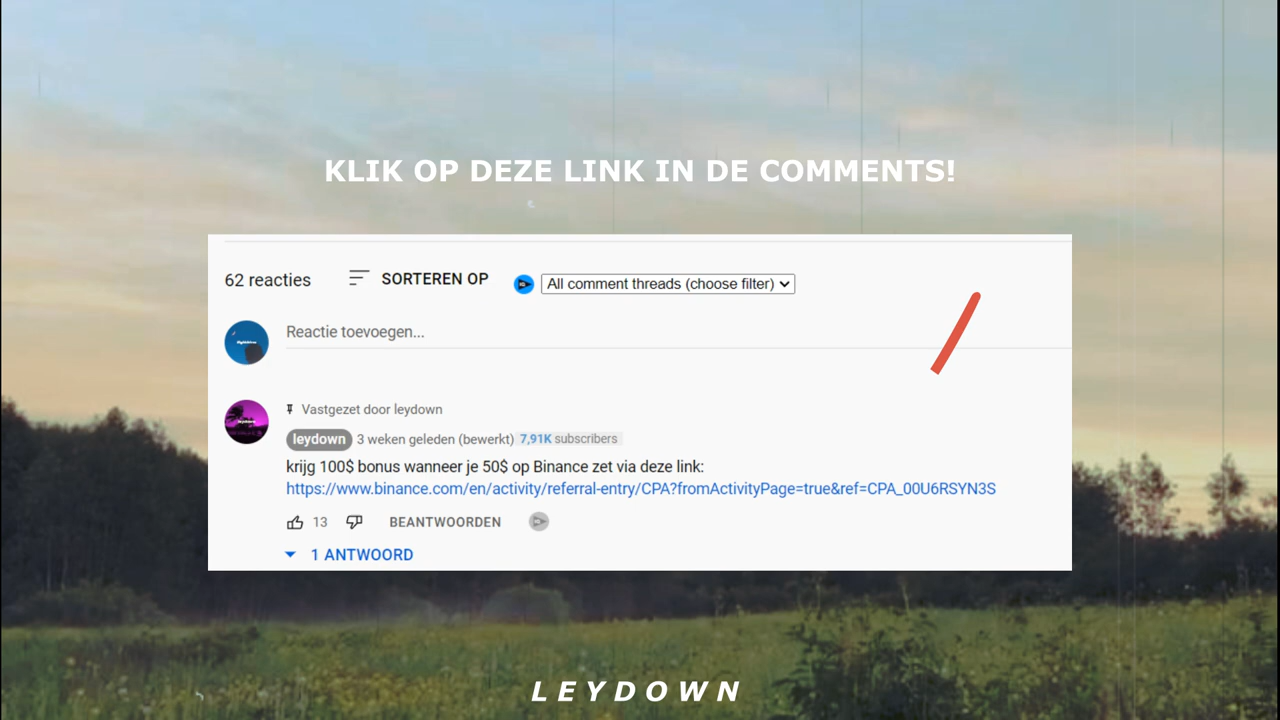 KLIK OP DEZE LINK IN DE COMMENTS!
62 reacties SORTEREN OP All comment threads (choose filter)
Reactie toevoegen...
Vastgezet door leydown
leydown 3 weken geleden (bewerkt) 7,91K subscribers
krijg 100$ bonus wanneer je 50$ op Binance zet via deze link:
https://www.binance.com/en/activity/referral-entry/CPA?fromActivityPage=true&ref=CPA_00U6RSYN3S
13 BEANTWOORDEN
1 ANTWOORD
LEYDOWN